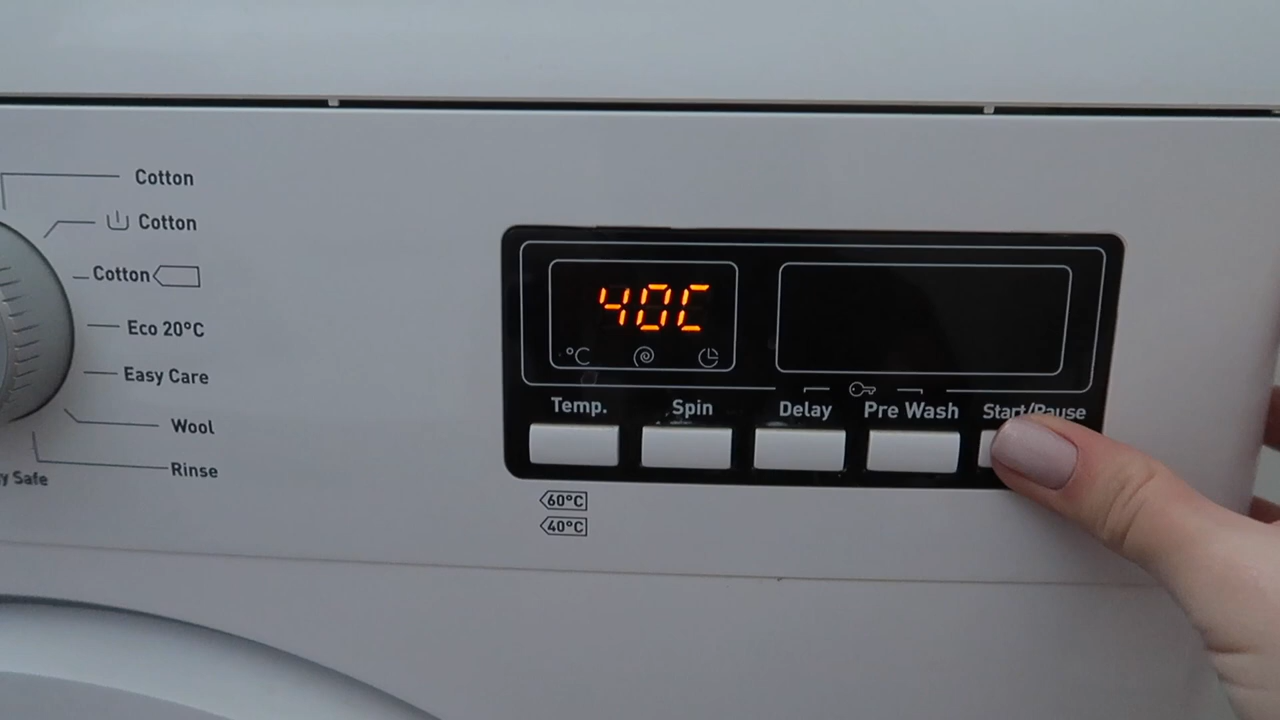 Cotton
Cotton
Cotton
Eco 20°C
Easy Care
Wool
Rinse
y Safe
40C
°C
Temp.
Spin
Delay
Pre Wash
Start/Pause
60°C
40°C